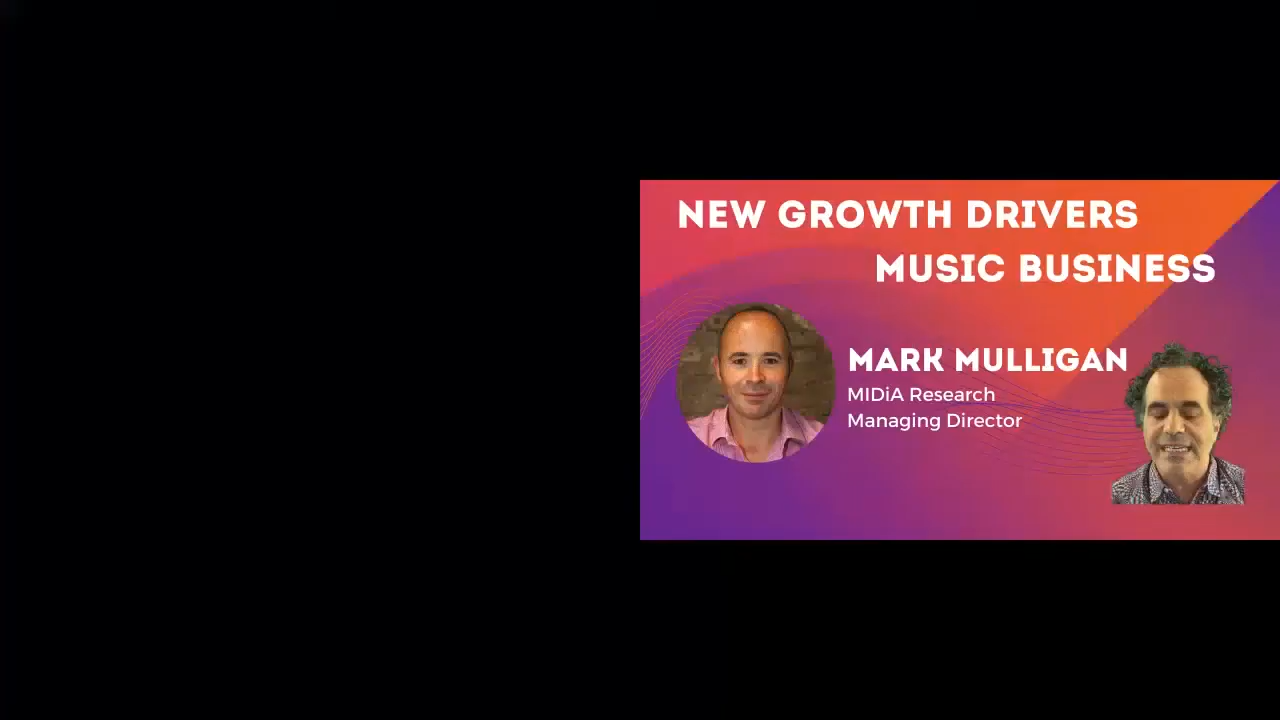 NEW GROWTH DRIVERS
MUSIC BUSINESS
MARK MULLIGAN
MIDiA Research
Managing Director